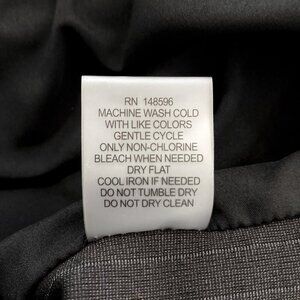 RN 148596
MACHINE WASH COLD
WITH LIKE COLORS
GENTLE CYCLE
ONLY NON-CHLORINE
BLEACH WHEN NEEDED
DRY FLAT
COOL IRON IF NEEDED
DO NOT TUMBLE DRY
DO NOT DRY CLEAN